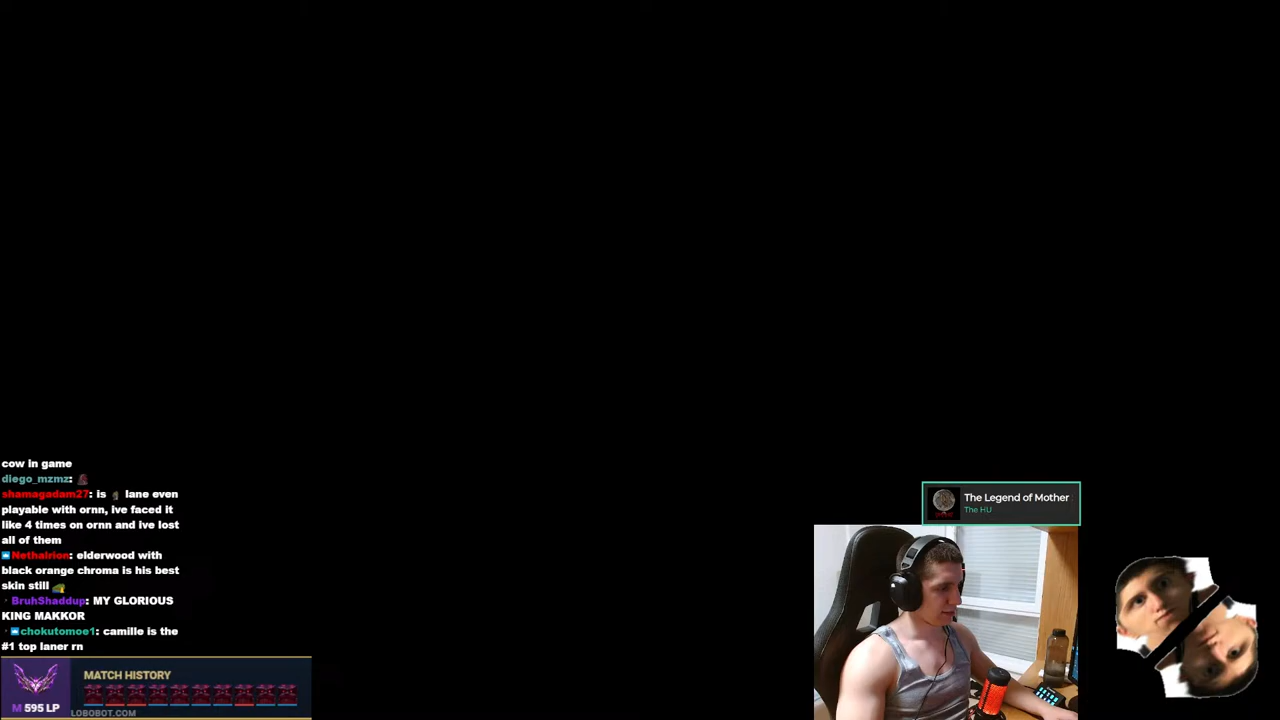 cow in game
diego_mzmz:
shamagadam27: is lane even
playable with ornn, ive faced it
like 4 times on ornn and ive lost
all of them
Nethalrion: elderwood with
black orange chroma is his best
skin still
BruhShaddup: MY GLORIOUS
KING MAKKOR
chokutomoe1: camille is the
#1 top laner rn
The Legend of Mother
The HU
MATCH HISTORY
M 595 LP
LOBOBOT.COM